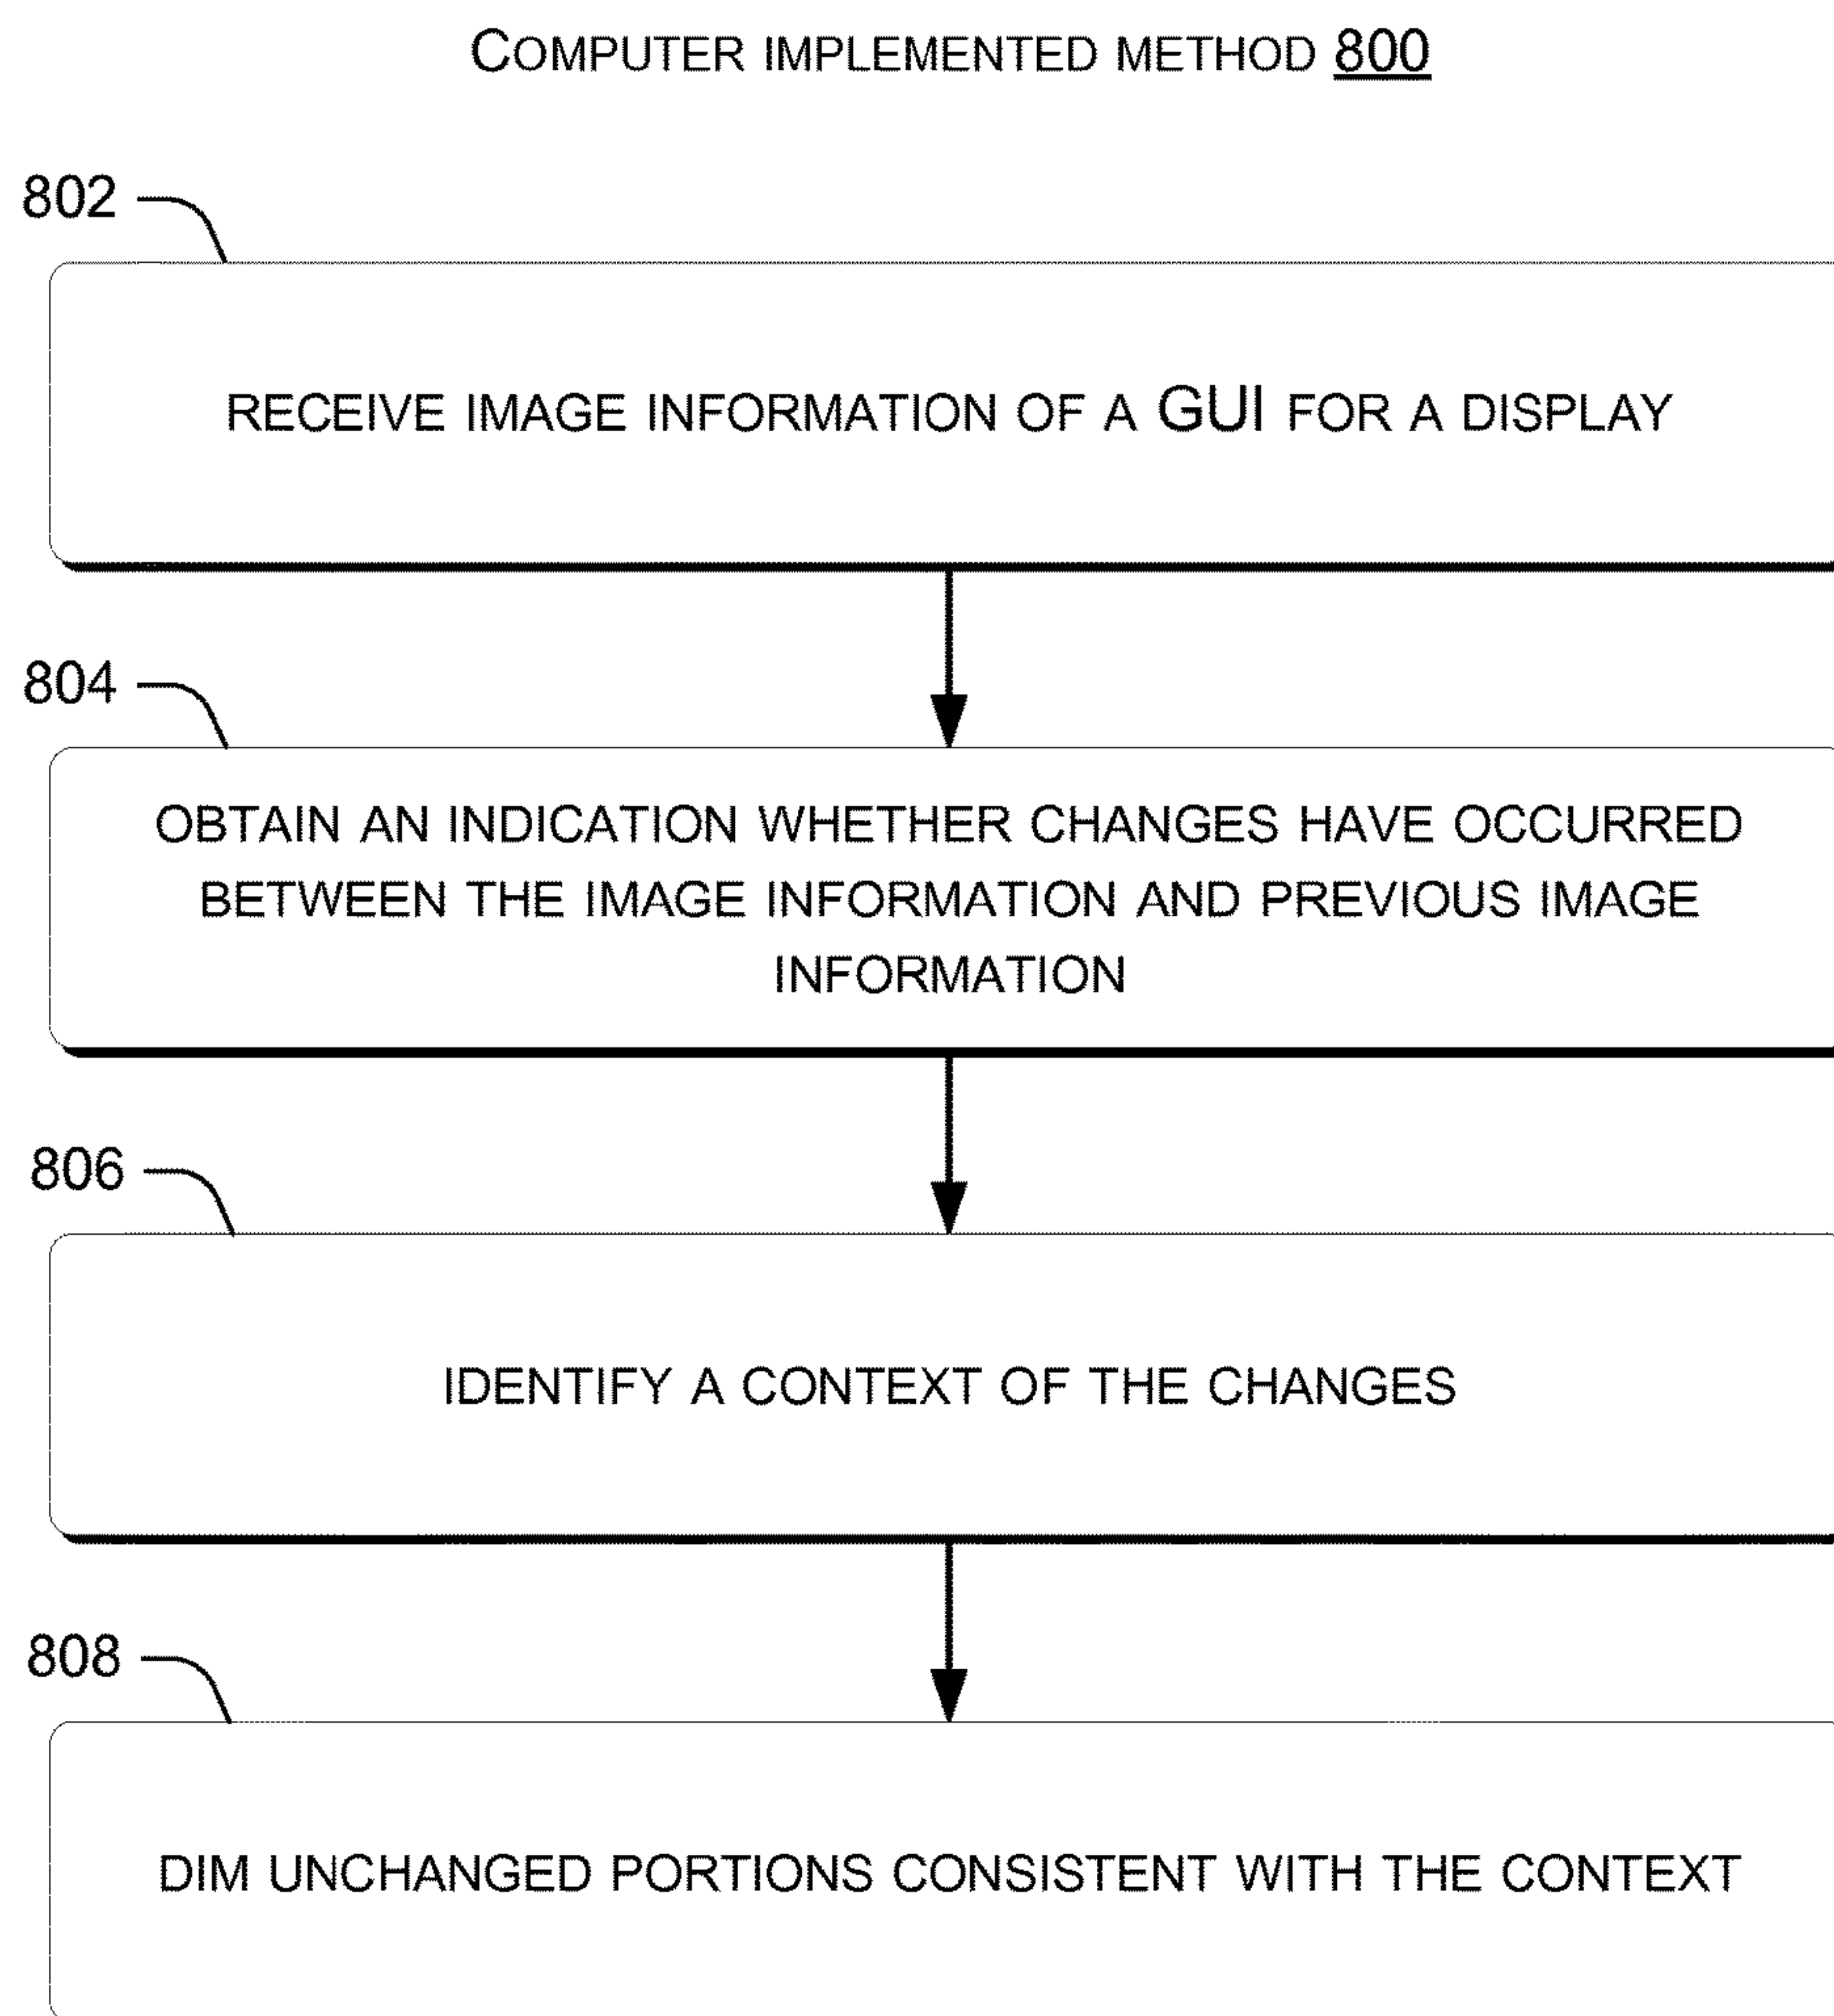 COMPUTER IMPLEMENTED METHOD 800
802
RECEIVE IMAGE INFORMATION OF A GUI FOR A DISPLAY
804
OBTAIN AN INDICATION WHETHER CHANGES HAVE OCCURRED
BETWEEN THE IMAGE INFORMATION AND PREVIOUS IMAGE
INFORMATION
806
IDENTIFY A CONTEXT OF THE CHANGES
808
DIM UNCHANGED PORTIONS CONSISTENT WITH THE CONTEXT